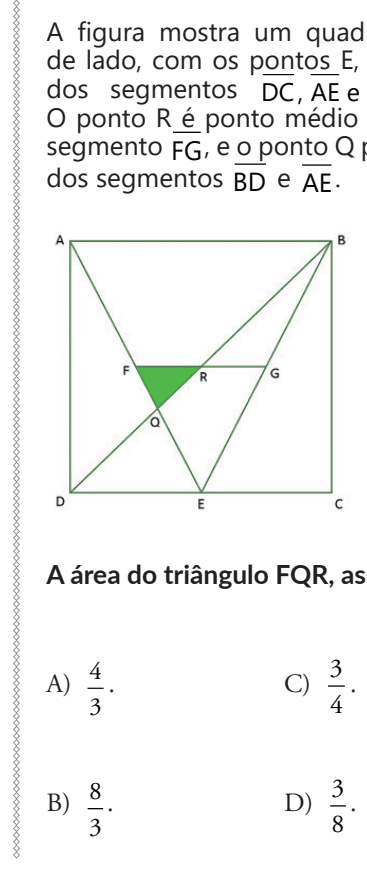 A figura mostra um quad
de lado, com os pontos E,
dos segmentos DC, AE e
O ponto R é ponto médio
segmento FG, e o ponto Q p
dos segmentos BD e AE.
A B
F R G
Q
D E C
A área do triângulo FQR, as
A) 4/3. C) 3/4.
B) 8/3. D) 3/8.